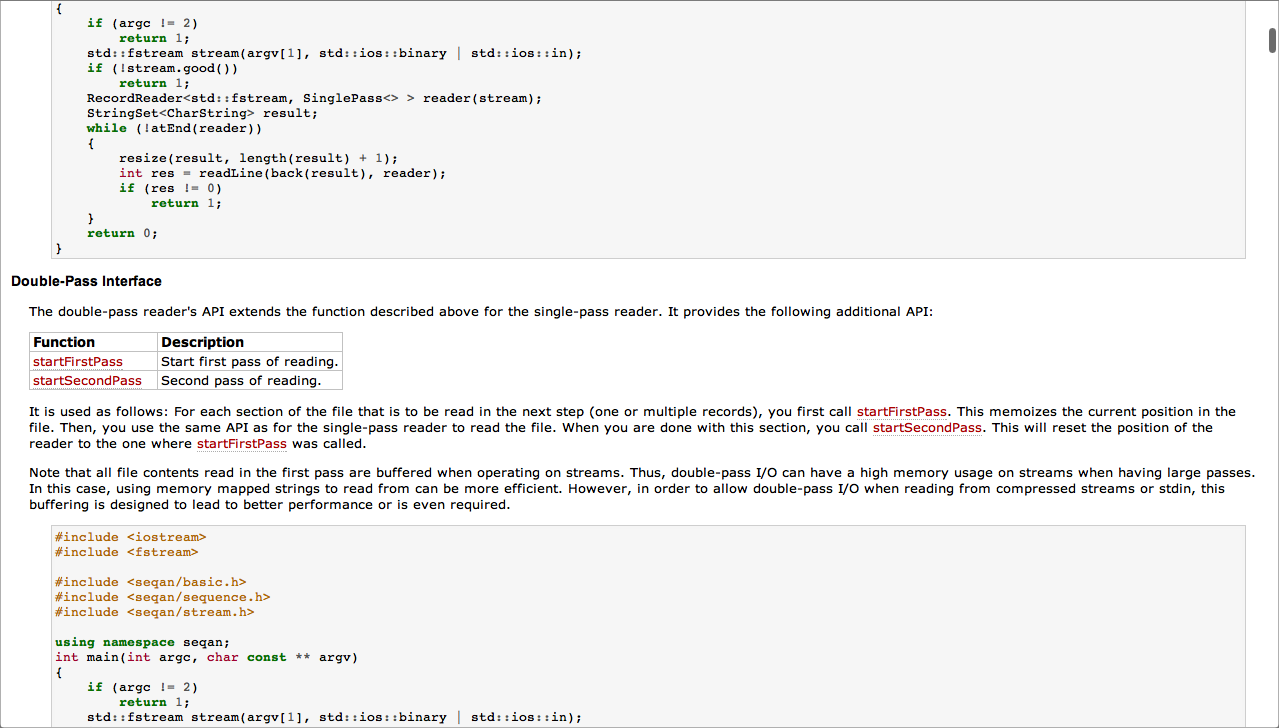 {
    if (argc != 2)
        return 1;
    std::fstream stream(argv[1], std::ios::binary | std::ios::in);
    if (!stream.good())
        return 1;
    RecordReader<std::fstream, SinglePass<> > reader(stream);
    StringSet<CharString> result;
    while (!atEnd(reader))
    {
        resize(result, length(result) + 1);
        int res = readLine(back(result), reader);
        if (res != 0)
            return 1;
    }
    return 0;
}
Double-Pass Interface
The double-pass reader's API extends the function described above for the single-pass reader. It provides the following additional API:
Function Description
startFirstPass Start first pass of reading.
startSecondPass Second pass of reading.
It is used as follows: For each section of the file that is to be read in the next step (one or multiple records), you first call startFirstPass. This memoizes the current position in the
file. Then, you use the same API as for the single-pass reader to read the file. When you are done with this section, you call startSecondPass. This will reset the position of the
reader to the one where startFirstPass was called.
Note that all file contents read in the first pass are buffered when operating on streams. Thus, double-pass I/O can have a high memory usage on streams when having large passes.
In this case, using memory mapped strings to read from can be more efficient. However, in order to allow double-pass I/O when reading from compressed streams or stdin, this
buffering is designed to lead to better performance or is even required.
#include <iostream>
#include <fstream>
#include <seqan/basic.h>
#include <seqan/sequence.h>
#include <seqan/stream.h>
using namespace seqan;
int main(int argc, char const ** argv)
{
    if (argc != 2)
        return 1;
    std::fstream stream(argv[1], std::ios::binary | std::ios::in);